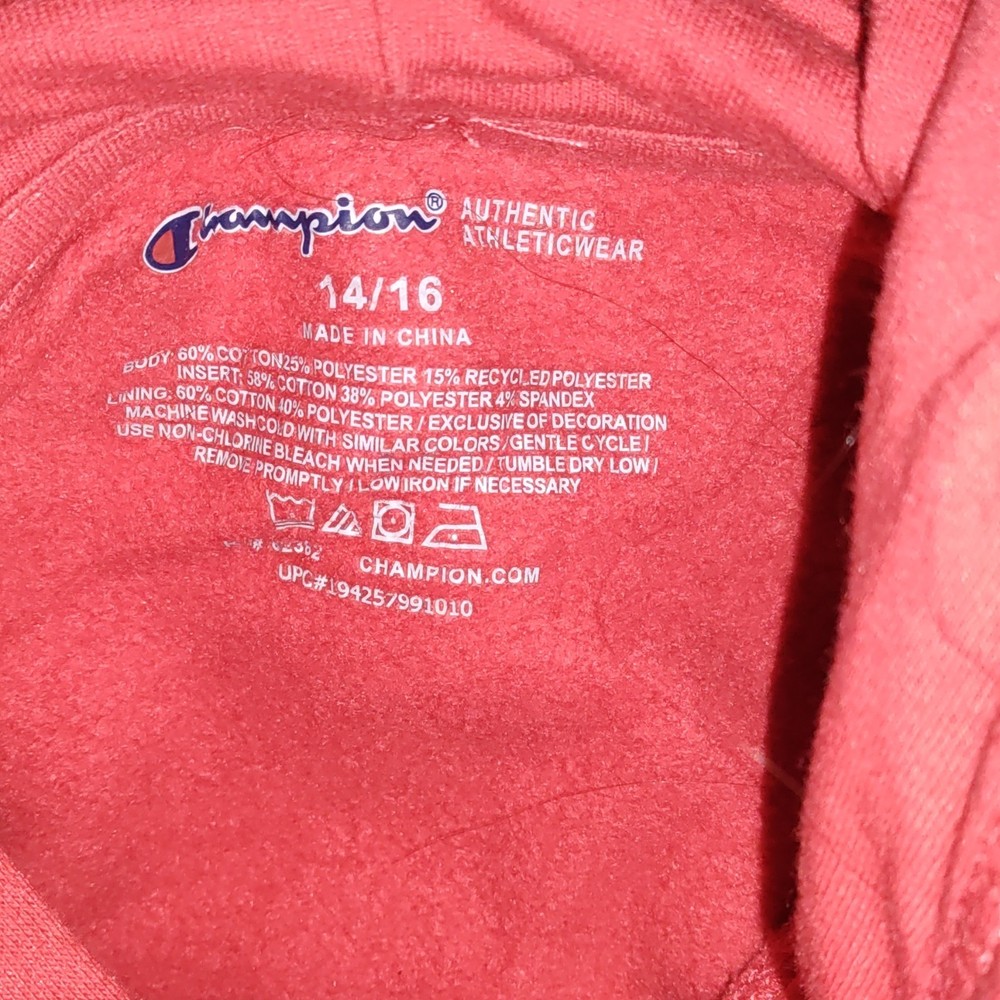 Champion® AUTHENTIC
ATHLETICWEAR
14/16
MADE IN CHINA
BODY: 60% COTTON 25% POLYESTER 15% RECYCLED POLYESTER
INSERT: 58% COTTON 38% POLYESTER 4% SPANDEX
LINING: 60% COTTON 40% POLYESTER / EXCLUSIVE OF DECORATION
MACHINE WASH COLD WITH SIMILAR COLORS / GENTLE CYCLE /
USE NON-CHLORINE BLEACH WHEN NEEDED / TUMBLE DRY LOW /
REMOVE PROMPTLY / LOW IRON IF NECESSARY
CHAMPION.COM
UPC#194257991010